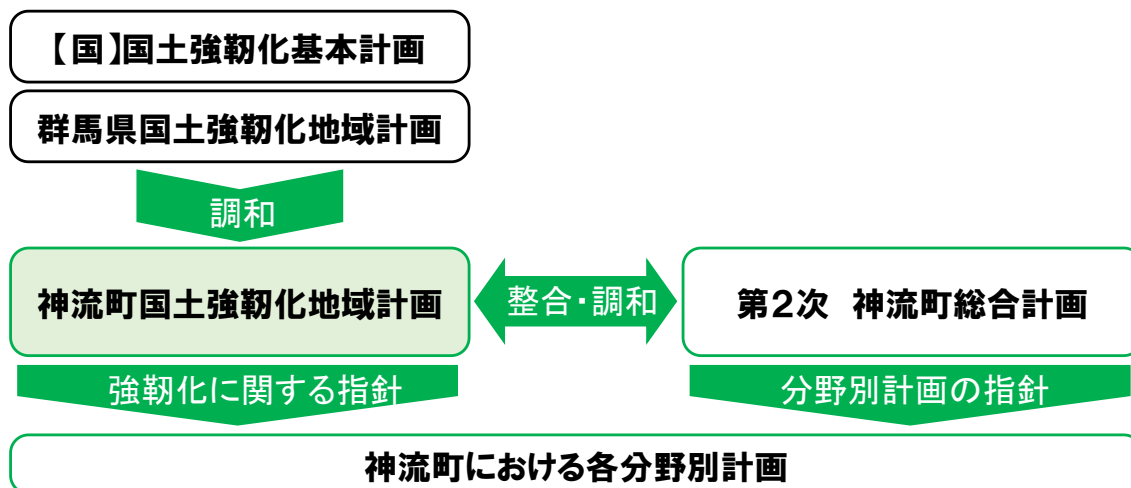 【国】国土強靭化基本計画
群馬県国土強靭化地域計画
調和
神流町国土強靭化地域計画
整合・調和
第2次 神流町総合計画
強靭化に関する指針
分野別計画の指針
神流町における各分野別計画